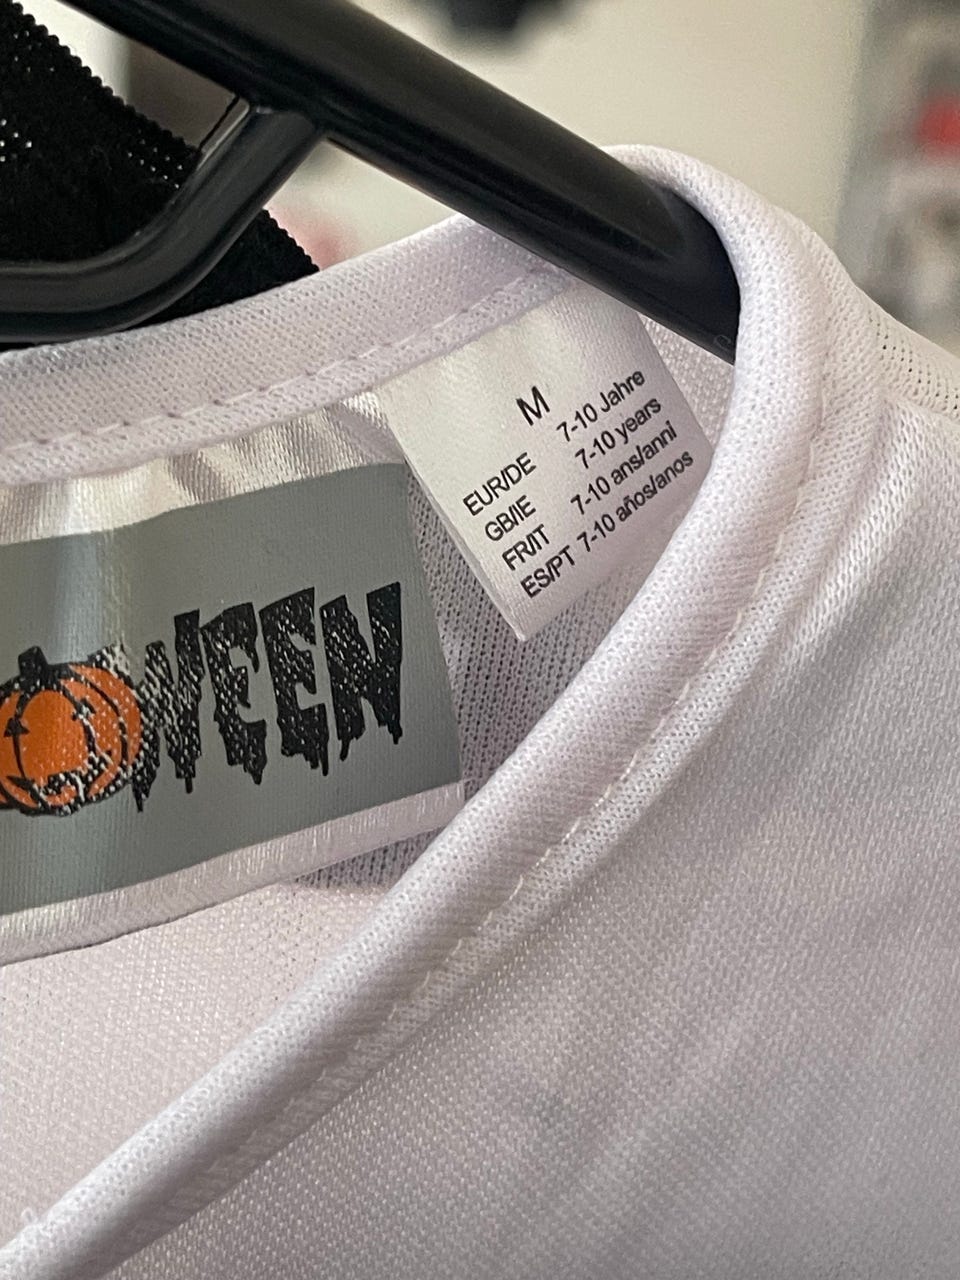 M
EUR/DE 7-10 Jahre
GB/IE 7-10 years
FR/IT 7-10 ans/anni
ES/PT 7-10 años/anos
OWEEN